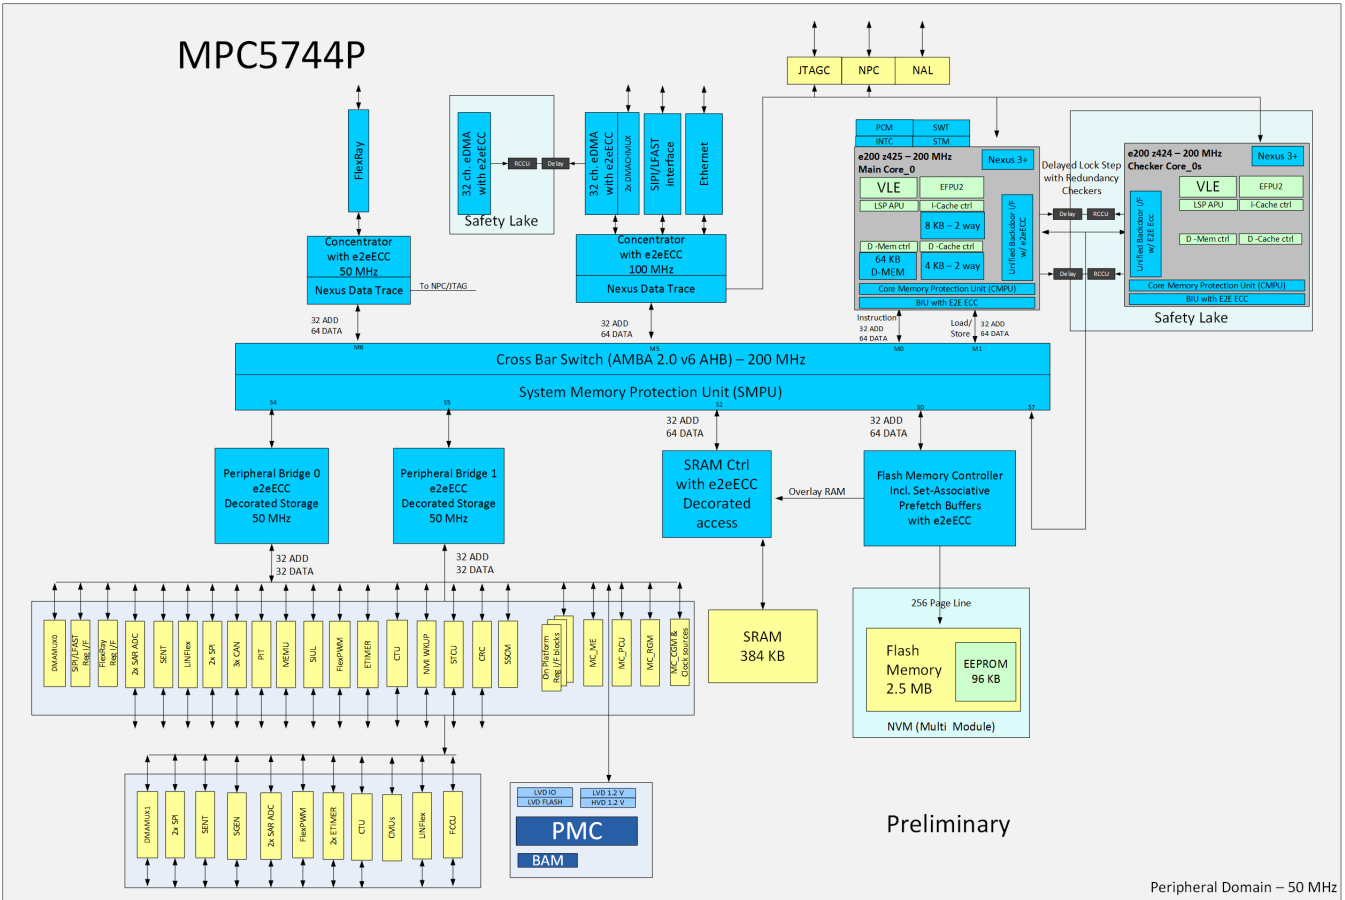 MPC5744P
JTAGC
NPC
NAL
FlexRay
32 ch. eDMA
with e2eECC
RCCU
Delay
Safety Lake
32 ch. eDMA
with e2eECC
2x DMACHMUX
SIPI/LFAST
interface
Ethernet
PCM
SWT
INTC
STM
e200 z425 – 200 MHz
Main Core_0
Nexus 3+
VLE
EFPU2
LSP APU
I-Cache ctrl
8 KB – 2 way
D -Mem ctrl
D -Cache ctrl
64 KB
D-MEM
4 KB – 2 way
Unified Backdoor I/F
w/ e2eECC
Core Memory Protection Unit (CMPU)
BIU with E2E ECC
Delayed Lock Step
with Redundancy
Checkers
Delay
RCCU
Delay
RCCU
e200 z424 – 200 MHz
Checker Core_0s
Nexus 3+
VLE
EFPU2
LSP APU
I-Cache ctrl
D -Mem ctrl
D -Cache ctrl
Unified Backdoor I/F
w/ E2E Ecc
Core Memory Protection Unit (CMPU)
BIU with E2E ECC
Safety Lake
Concentrator
with e2eECC
50 MHz
Nexus Data Trace
To NPC/JTAG
Concentrator
with e2eECC
100 MHz
Nexus Data Trace
32 ADD
64 DATA
32 ADD
64 DATA
Instruction
32 ADD
64 DATA
Load/
Store
32 ADD
64 DATA
M6
M5
M0
M1
Cross Bar Switch (AMBA 2.0 v6 AHB) – 200 MHz
System Memory Protection Unit (SMPU)
S4
S5
S2
S0
S7
32 ADD
64 DATA
32 ADD
64 DATA
Peripheral Bridge 0
e2eECC
Decorated Storage
50 MHz
Peripheral Bridge 1
e2eECC
Decorated Storage
50 MHz
SRAM Ctrl
with e2eECC
Decorated
access
Overlay RAM
Flash Memory Controller
Incl. Set-Associative
Prefetch Buffers
with e2eECC
32 ADD
32 DATA
32 ADD
32 DATA
DMAMUX0
SIPI/LFAST
Reg I/F
FlexRay
Reg I/F
2x SAR ADC
SENT
LINFlex
2x SPI
3x CAN
PIT
MEMU
SIUL
FlexPWM
ETIMER
CTU
NMI WKUP
STCU
CRC
SSCM
On Platform
Reg I/F blocks
MC_ME
MC_PCU
MC_RGM
MC_CGM &
Clock sources
SRAM
384 KB
256 Page Line
Flash
Memory
2.5 MB
EEPROM
96 KB
NVM (Multi Module)
DMAMUX1
2x SPI
SENT
SGEN
2x SAR ADC
FlexPWM
2x ETIMER
CTU
CMUs
LINFlex
FCCU
LVD IO
LVD 1.2 V
LVD FLASH
HVD 1.2 V
PMC
BAM
Preliminary
Peripheral Domain – 50 MHz